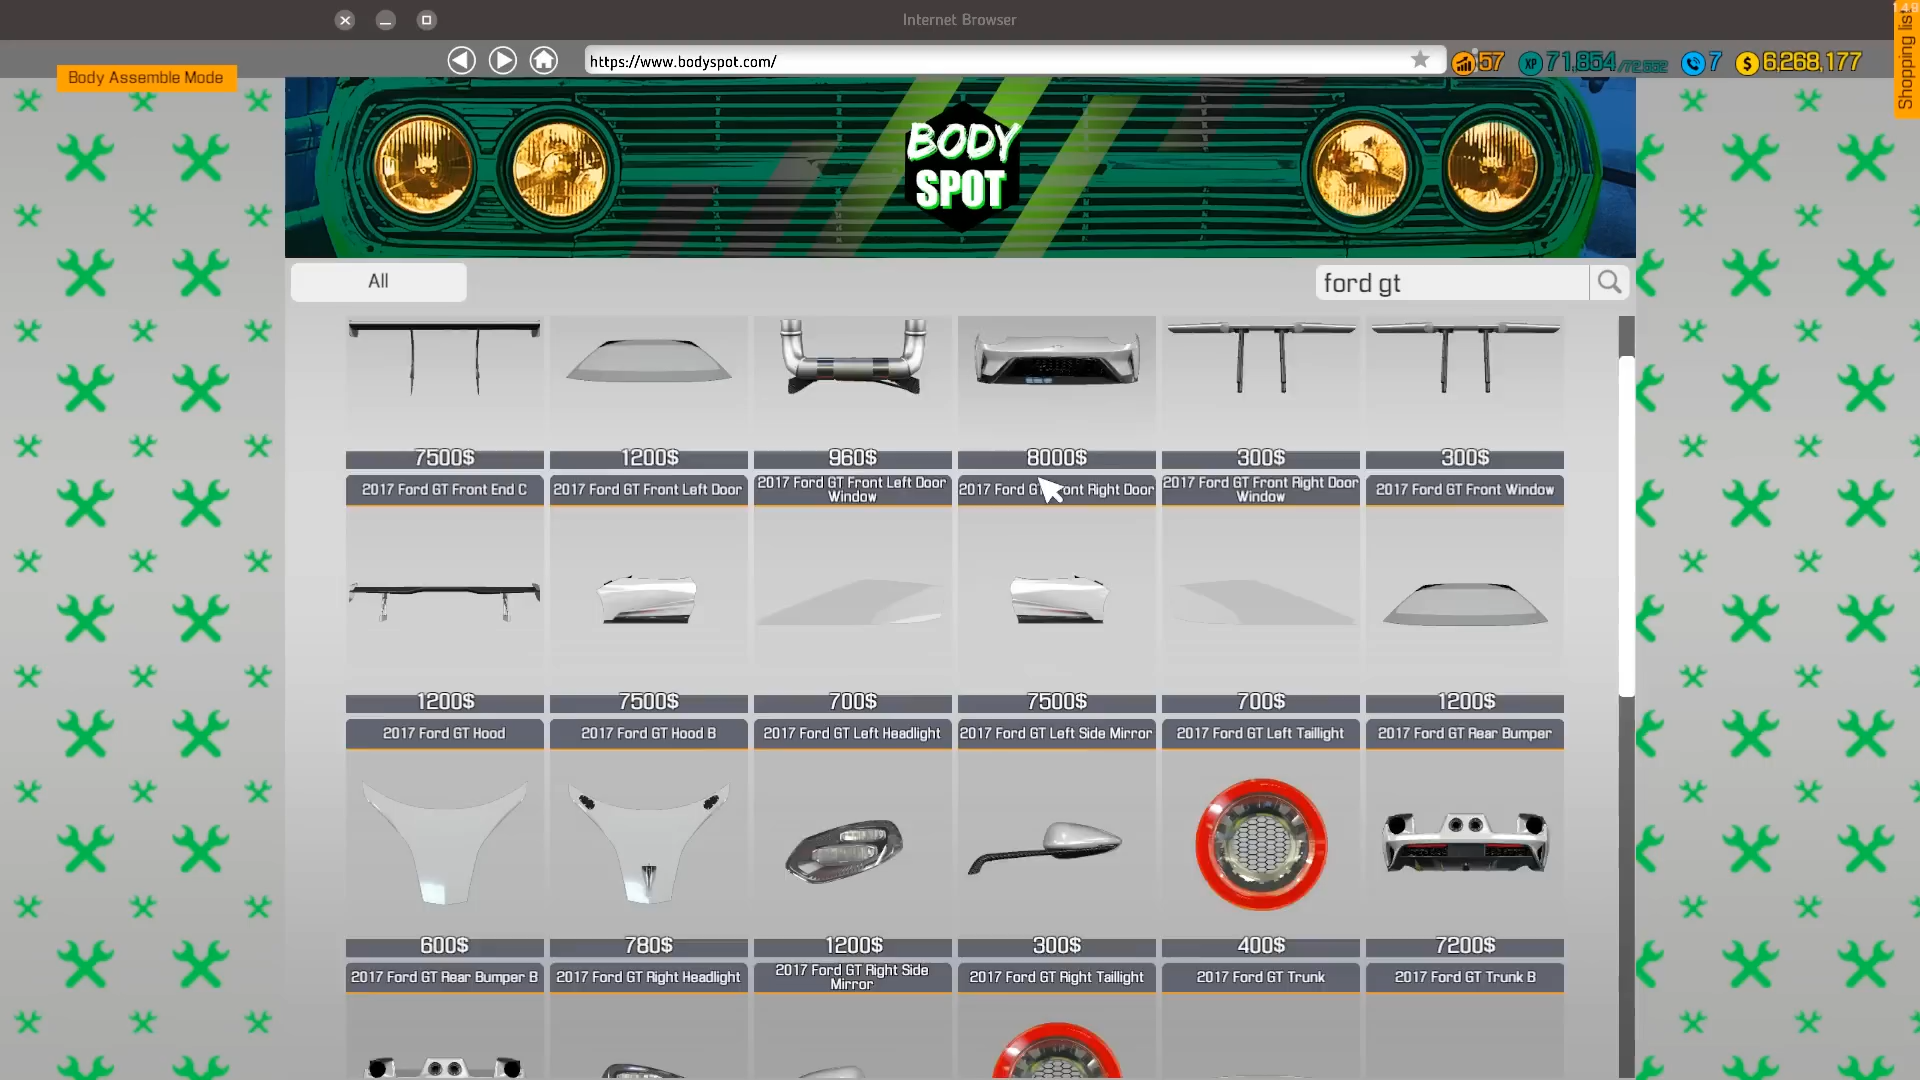 Internet Browser
148
Shopping list
https://www.bodyspot.com/
57
XP 71,854/72,652
7
$ 6,268,177
Body Assemble Mode
BODY
SPOT
All
ford gt
7500$
1200$
960$
8000$
300$
300$
2017 Ford GT Front End C
2017 Ford GT Front Left Door
2017 Ford GT Front Left Door
Window
2017 Ford GT Front Right Door
2017 Ford GT Front Right Door
Window
2017 Ford GT Front Window
1200$
7500$
700$
7500$
700$
1200$
2017 Ford GT Hood
2017 Ford GT Hood B
2017 Ford GT Left Headlight
2017 Ford GT Left Side Mirror
2017 Ford GT Left Taillight
2017 Ford GT Rear Bumper
600$
780$
1200$
300$
400$
7200$
2017 Ford GT Rear Bumper B
2017 Ford GT Right Headlight
2017 Ford GT Right Side
Mirror
2017 Ford GT Right Taillight
2017 Ford GT Trunk
2017 Ford GT Trunk B